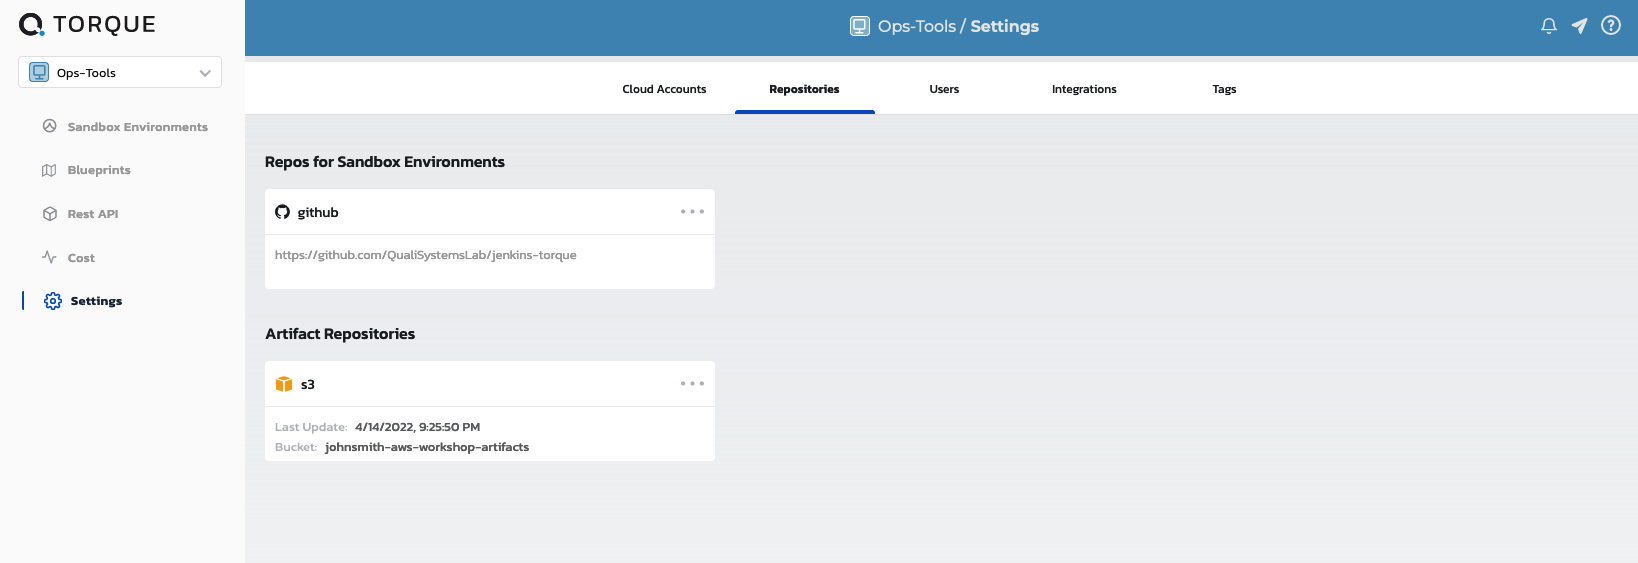 TORQUE
Ops-Tools
Sandbox Environments
Blueprints
Rest API
Cost
Settings
Ops-Tools / Settings
Cloud Accounts
Repositories
Users
Integrations
Tags
Repos for Sandbox Environments
github
https://github.com/QualiSystemsLab/jenkins-torque
Artifact Repositories
s3
Last Update: 4/14/2022, 9:25:50 PM
Bucket: johnsmith-aws-workshop-artifacts